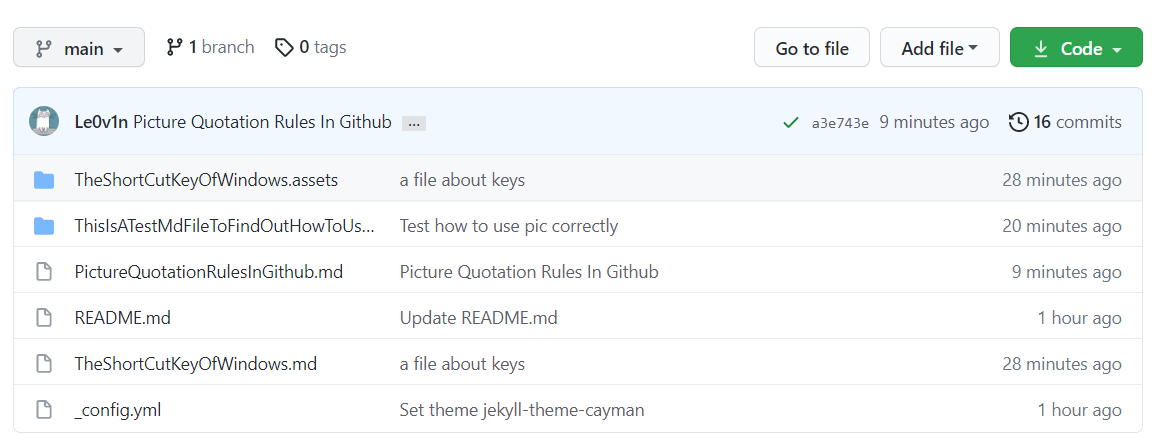 main 1 branch 0 tags Go to file Add file Code
Le0v1n Picture Quotation Rules In Github ... a3e743e 9 minutes ago 16 commits
TheShortCutKeyOfWindows.assets a file about keys 28 minutes ago
ThisIsATestMdFileToFindOutHowToUs... Test how to use pic correctly 20 minutes ago
PictureQuotationRulesInGithub.md Picture Quotation Rules In Github 9 minutes ago
README.md Update README.md 1 hour ago
TheShortCutKeyOfWindows.md a file about keys 28 minutes ago
_config.yml Set theme jekyll-theme-cayman 1 hour ago